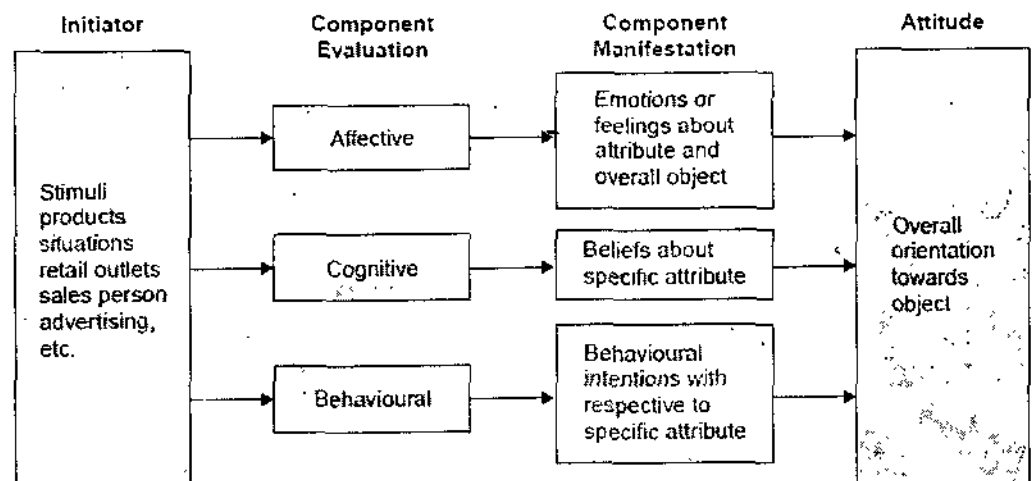 Initiator
Component
Evaluation
Component
Manifestation
Attitude
Stimuli
products
situations
retail outlets
sales person
advertising,
etc.
Affective
Cognitive
Behavioural
Emotions or
feelings about
attribute and
overall object
Beliefs about
specific attribute
Behavioural
intentions with
respective to
specific attribute
Overall
orientation
towards
object